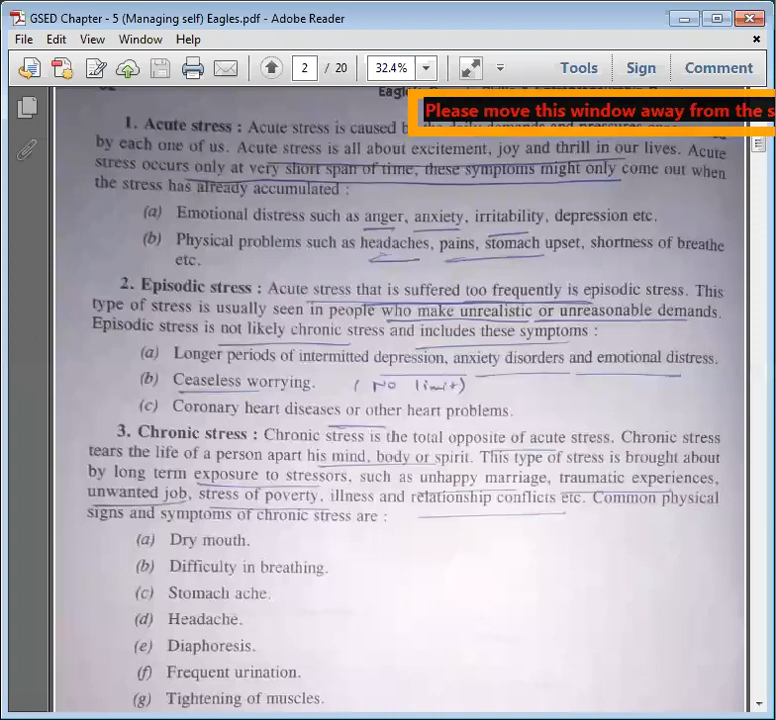 GSED Chapter - 5 (Managing self) Eagles.pdf - Adobe Reader
File Edit View Window Help
2 / 20 32.4% Tools Sign Comment
Eagle
Please move this window away from the s
1. Acute stress : Acute stress is caused by the daily demands and pressures
by each one of us. Acute stress is all about excitement, joy and thrill in our lives. Acute
stress occurs only at very short span of time, these symptoms might only come out when
the stress has already accumulated :
(a) Emotional distress such as anger, anxiety, irritability, depression etc.
(b) Physical problems such as headaches, pains, stomach upset, shortness of breathe
etc.
2. Episodic stress : Acute stress that is suffered too frequently is episodic stress. This
type of stress is usually seen in people who make unrealistic or unreasonable demands.
Episodic stress is not likely chronic stress and includes these symptoms :
(a) Longer periods of intermitted depression, anxiety disorders and emotional distress.
(b) Ceaseless worrying. (No limit)
(c) Coronary heart diseases or other heart problems.
3. Chronic stress : Chronic stress is the total opposite of acute stress. Chronic stress
tears the life of a person apart his mind, body or spirit. This type of stress is brought about
by long term exposure to stressors, such as unhappy marriage, traumatic experiences,
unwanted job, stress of poverty, illness and relationship conflicts etc. Common physical
signs and symptoms of chronic stress are :
(a) Dry mouth.
(b) Difficulty in breathing.
(c) Stomach ache.
(d) Headache.
(e) Diaphoresis.
(f) Frequent urination.
(g) Tightening of muscles.